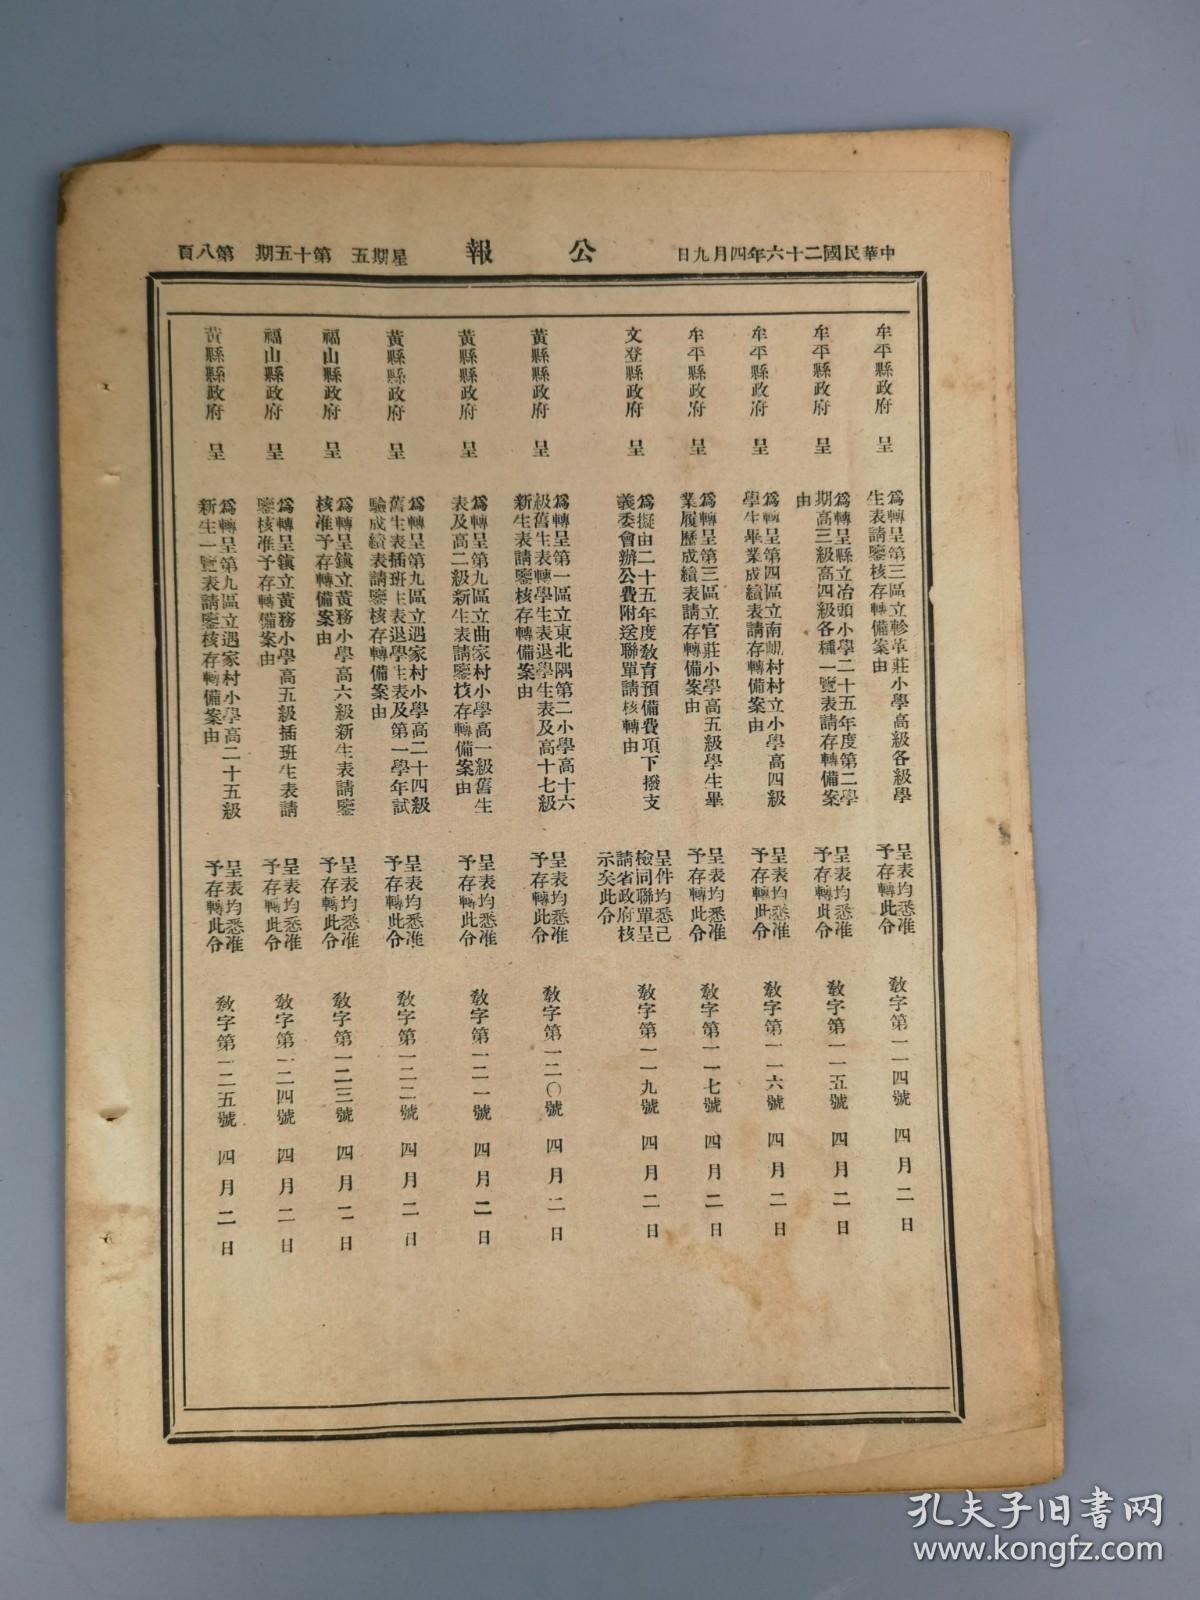 中華民國二十六年四月九日 公報 星期五 第十五期 第八頁
牟平縣政府 呈
為轉呈第三區立軫革莊小學高級各級學
生表請鑒核存轉備案由
呈表均悉准
予存轉此令
教字第一一四號 四月二日
牟平縣政府 呈
為轉呈縣立冶頭小學二十五年度第二學
期高三級高四級各種一覽表請存轉備案
由
呈表均悉准
予存轉此令
教字第一一五號 四月二日
牟平縣政府 呈
為轉呈第四區立南峴村村立小學高四級
學生畢業成績表請存轉備案由
呈表均悉准
予存轉此令
教字第一一六號 四月二日
牟平縣政府 呈
為轉呈第三區立官莊小學高五級學生畢
業履歷成績表請存轉備案由
呈表均悉准
予存轉此令
教字第一一七號 四月二日
文登縣政府 呈
為擬由二十五年度教育預備費項下撥支
義委會辦公費附送聯單請核轉由
呈件均悉已
檢同聯單呈
請省政府核
示矣此令
教字第一一九號 四月二日
黃縣縣政府 呈
為轉呈第一區立東北隅第二小學高十六
級舊生表轉學生表退學生表及高十七級
新生表請鑒核存轉備案由
呈表均悉准
予存轉此令
教字第一二〇號 四月二日
黃縣縣政府 呈
為轉呈第九區立曲家村小學高一級舊生
表及高二級新生表請鑒核存轉備案由
呈表均悉准
予存轉此令
教字第一二一號 四月二日
黃縣縣政府 呈
為轉呈第九區立遇家村小學高二十四級
舊生表插班生表退學生表及第一學年試
驗成績表請鑒核存轉備案由
呈表均悉准
予存轉此令
教字第一二二號 四月二日
福山縣政府 呈
為轉呈鎮立黃務小學高六級新生表請鑒
核准予存轉備案由
呈表均悉准
予存轉此令
教字第一二三號 四月二日
福山縣政府 呈
為轉呈鎮立黃務小學高五級插班生表請
鑒核准予存轉備案由
呈表均悉准
予存轉此令
教字第一二四號 四月二日
黃縣縣政府 呈
為轉呈第九區立遇家村小學高二十五級
新生一覽表請鑒核存轉備案由
呈表均悉准
予存轉此令
教字第一二五號 四月二日
孔夫子旧書网
www.kongfz.com